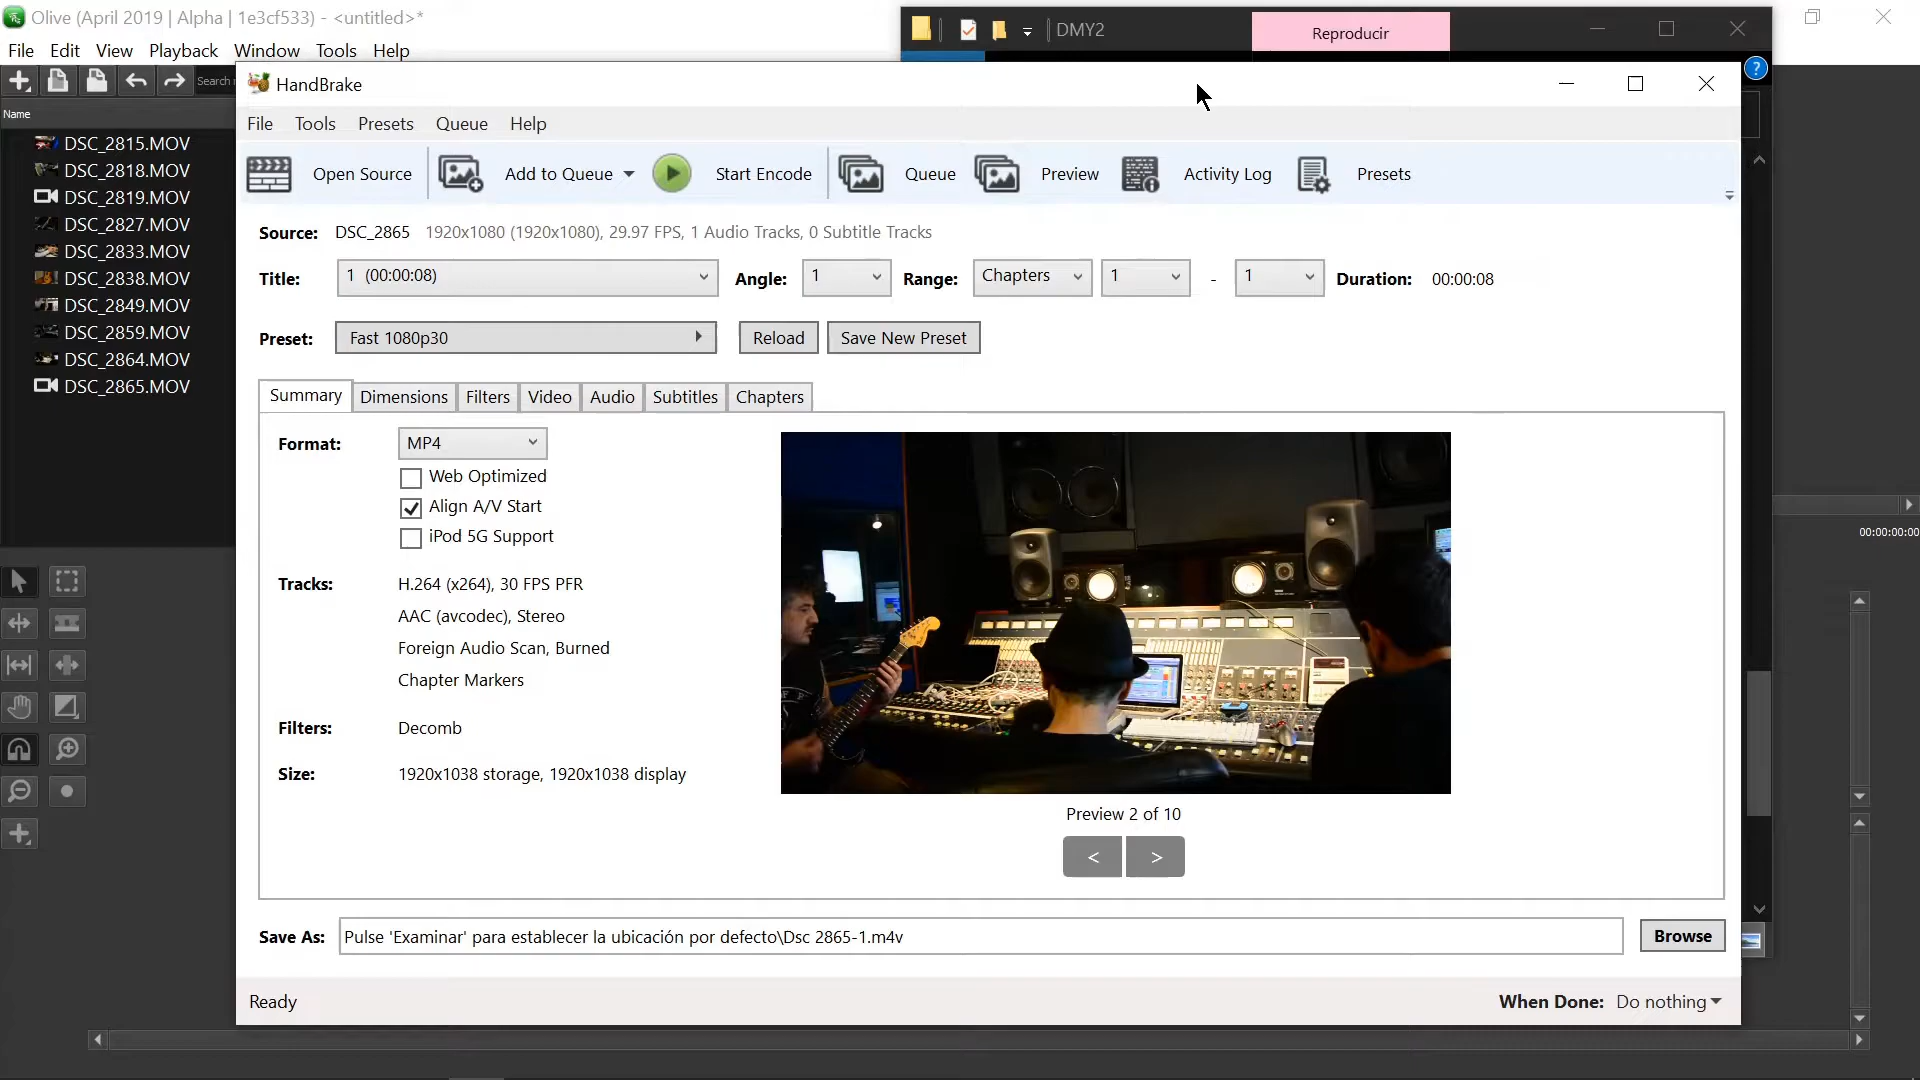 Olive (April 2019 | Alpha | 1e3cf533) - <untitled>*
DMY2
Reproducir
File Edit View Playback Window Tools Help
Search
HandBrake
File Tools Presets Queue Help
Open Source Add to Queue Start Encode Queue Preview Activity Log Presets
Name
DSC_2815.MOV
DSC_2818.MOV
DSC_2819.MOV
DSC_2827.MOV
DSC_2833.MOV
DSC_2838.MOV
DSC_2849.MOV
DSC_2859.MOV
DSC_2864.MOV
DSC_2865.MOV
Source: DSC_2865 1920x1080 (1920x1080), 29.97 FPS, 1 Audio Tracks, 0 Subtitle Tracks
Title: 1 (00:00:08) Angle: 1 Range: Chapters 1 - 1 Duration: 00:00:08
Preset: Fast 1080p30 Reload Save New Preset
Summary Dimensions Filters Video Audio Subtitles Chapters
Format: MP4
Web Optimized
Align A/V Start
iPod 5G Support
Tracks: H.264 (x264), 30 FPS PFR
AAC (avcodec), Stereo
Foreign Audio Scan, Burned
Chapter Markers
Filters: Decomb
Size: 1920x1038 storage, 1920x1038 display
Preview 2 of 10
< >
00:00:00:00
Save As: Pulse 'Examinar' para establecer la ubicación por defecto\Dsc 2865-1.m4v Browse
Ready When Done: Do nothing